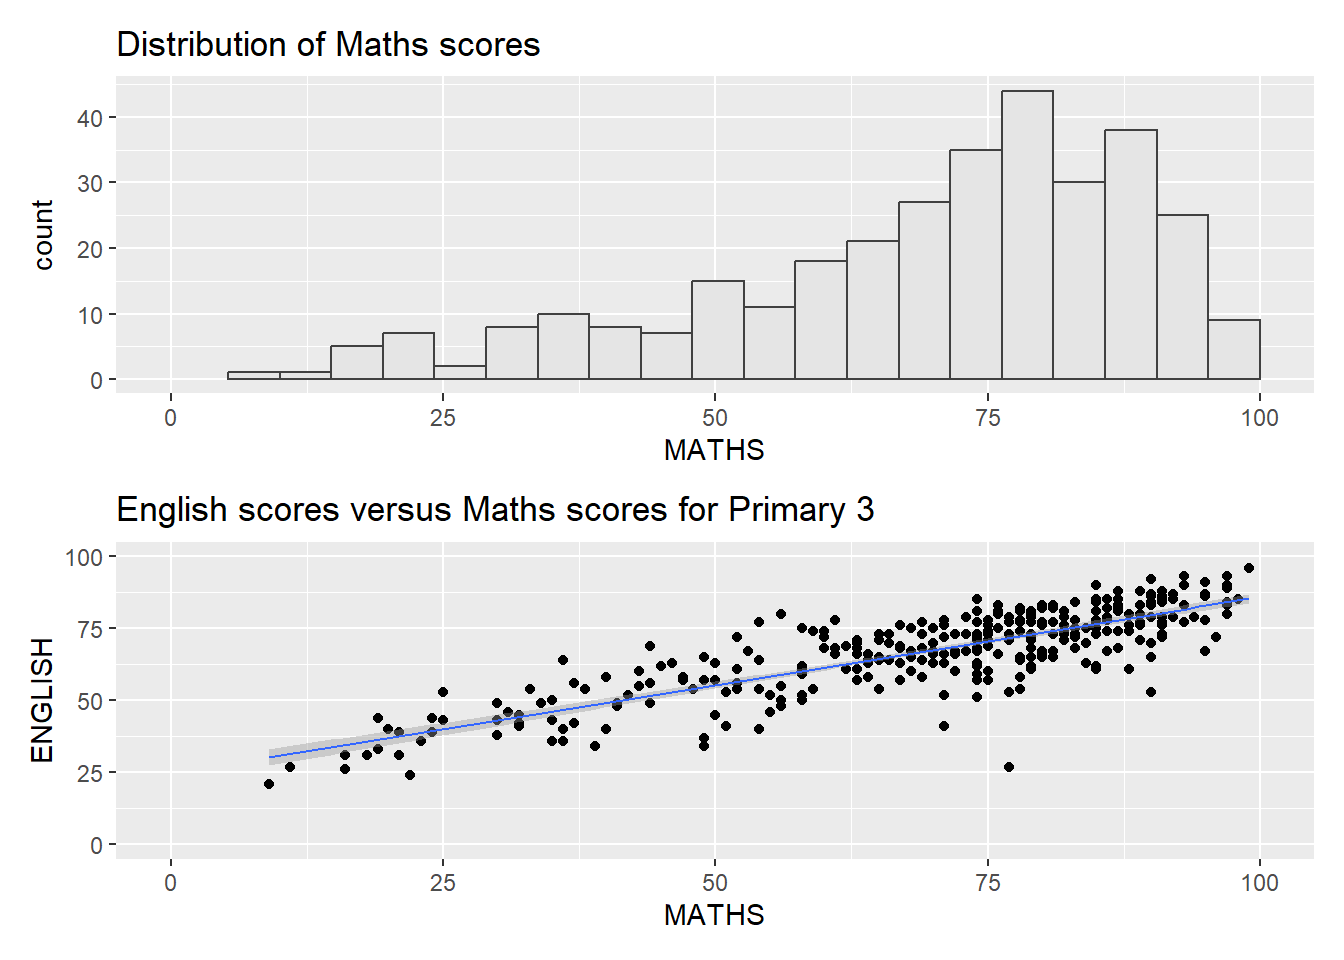 Distribution of Maths scores
40
30
20
10
0
count
0 25 50 75 100
MATHS
English scores versus Maths scores for Primary 3
100
75
50
25
0
ENGLISH
0 25 50 75 100
MATHS